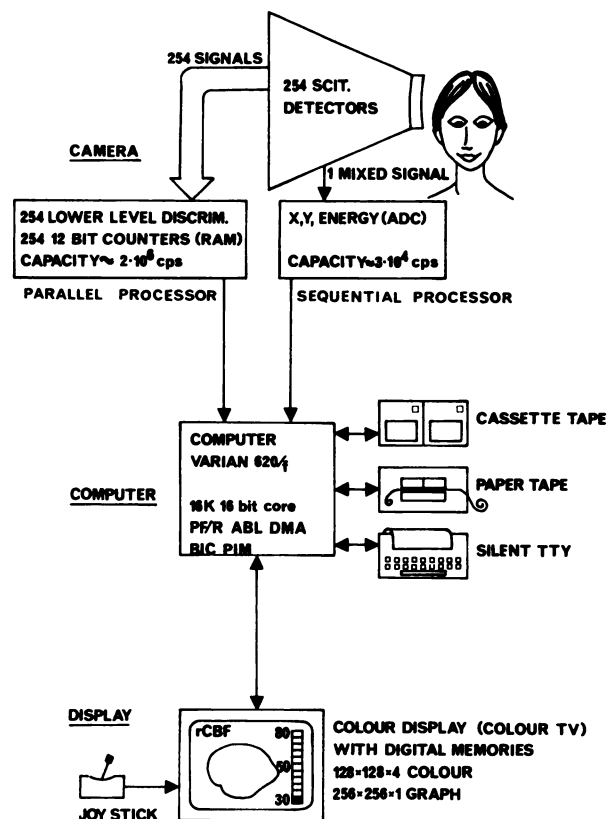 254 SIGNALS
254 SCIT.
DETECTORS
CAMERA
1 MIXED SIGNAL
254 LOWER LEVEL DISCRIM.
254 12 BIT COUNTERS (RAM)
CAPACITY≈ 2·10⁶ cps
PARALLEL PROCESSOR
X,Y, ENERGY (ADC)
CAPACITY≈3·10⁴ cps
SEQUENTIAL PROCESSOR
COMPUTER
VARIAN 620/f
16K 16 bit core
PF/R ABL DMA
BIC PIM
COMPUTER
CASSETTE TAPE
PAPER TAPE
SILENT TTY
DISPLAY
rCBF
80
50
30
JOY STICK
COLOUR DISPLAY (COLOUR TV)
WITH DIGITAL MEMORIES
128×128×4 COLOUR
256×256×1 GRAPH